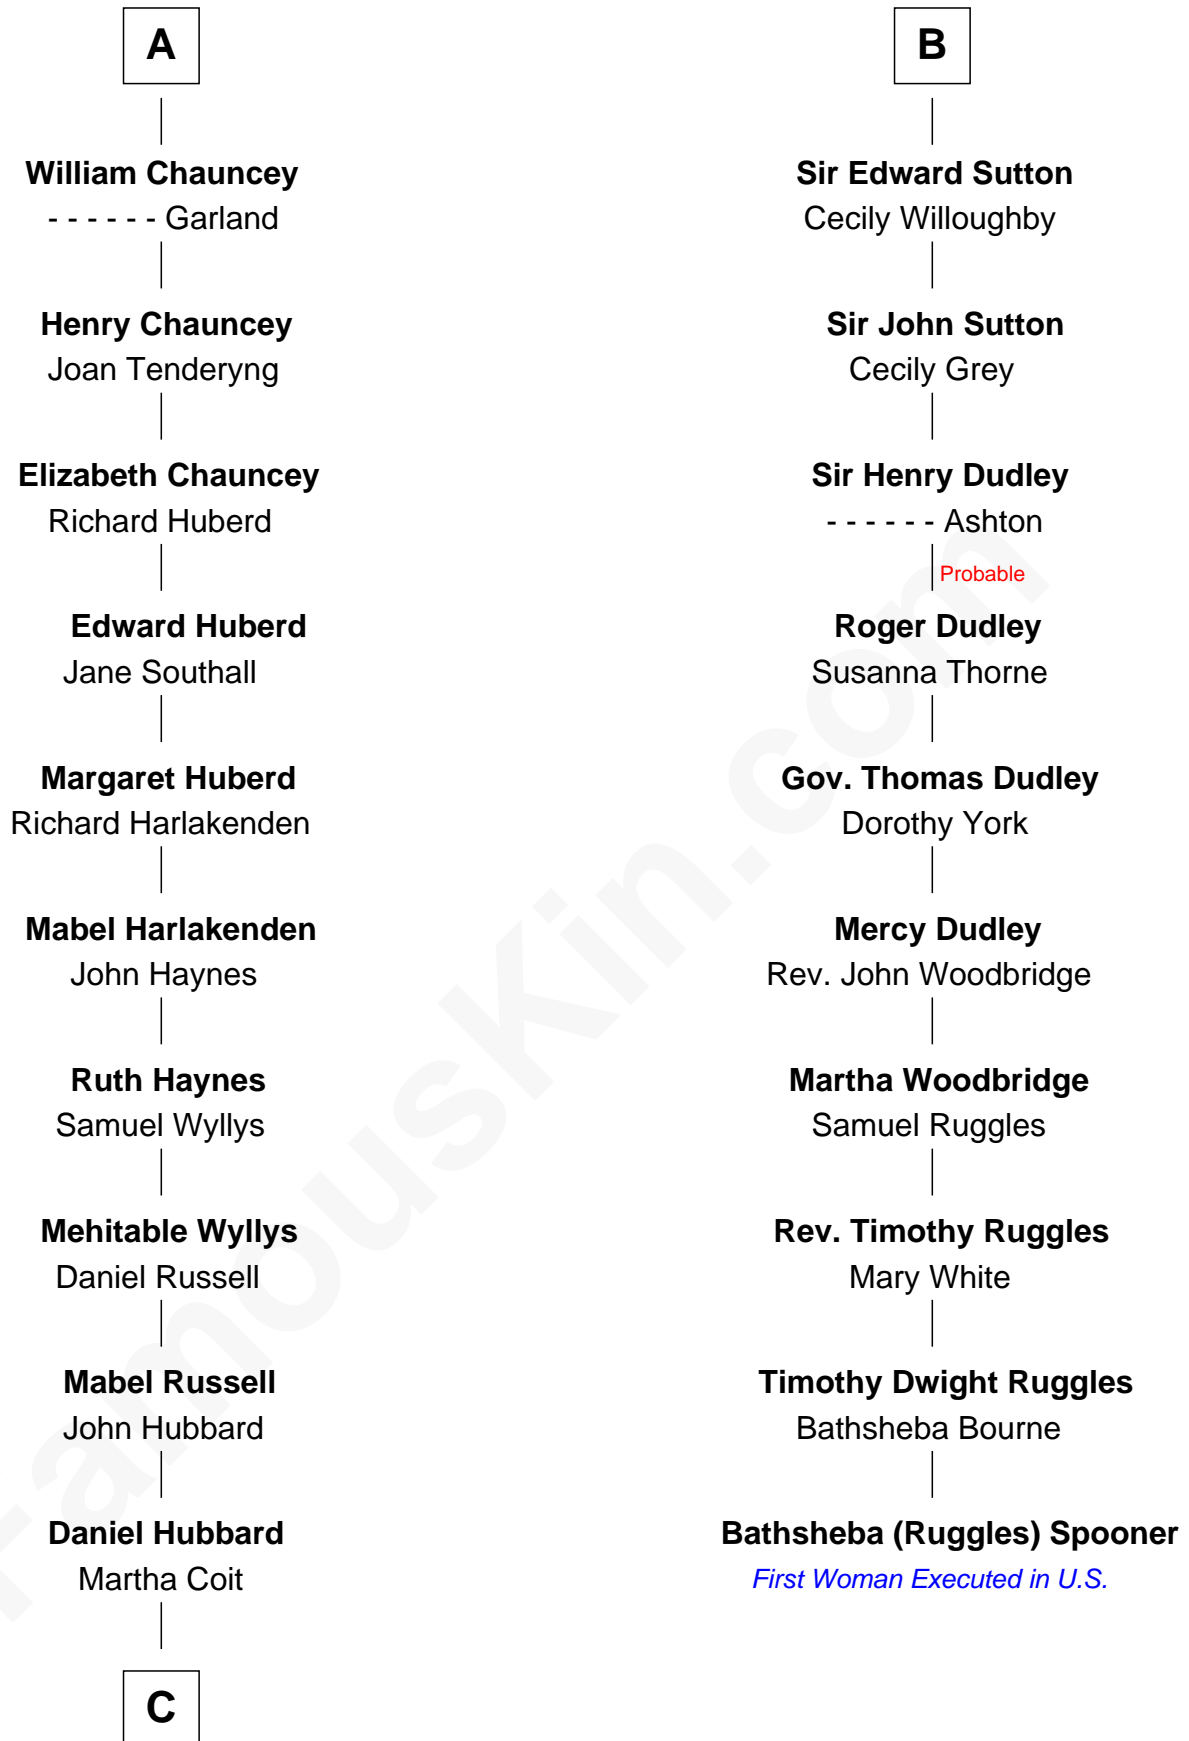 A
William Chauncey
- - - - - - Garland
Henry Chauncey
Joan Tenderyng
Elizabeth Chauncey
Richard Huberd
Edward Huberd
Jane Southall
Margaret Huberd
Richard Harlakenden
Mabel Harlakenden
John Haynes
Ruth Haynes
Samuel Wyllys
Mehitable Wyllys
Daniel Russell
Mabel Russell
John Hubbard
Daniel Hubbard
Martha Coit
C
B
Sir Edward Sutton
Cecily Willoughby
Sir John Sutton
Cecily Grey
Sir Henry Dudley
- - - - - - Ashton
Probable
Roger Dudley
Susanna Thorne
Gov. Thomas Dudley
Dorothy York
Mercy Dudley
Rev. John Woodbridge
Martha Woodbridge
Samuel Ruggles
Rev. Timothy Ruggles
Mary White
Timothy Dwight Ruggles
Bathsheba Bourne
Bathsheba (Ruggles) Spooner
First Woman Executed in U.S.
FamousKin.com